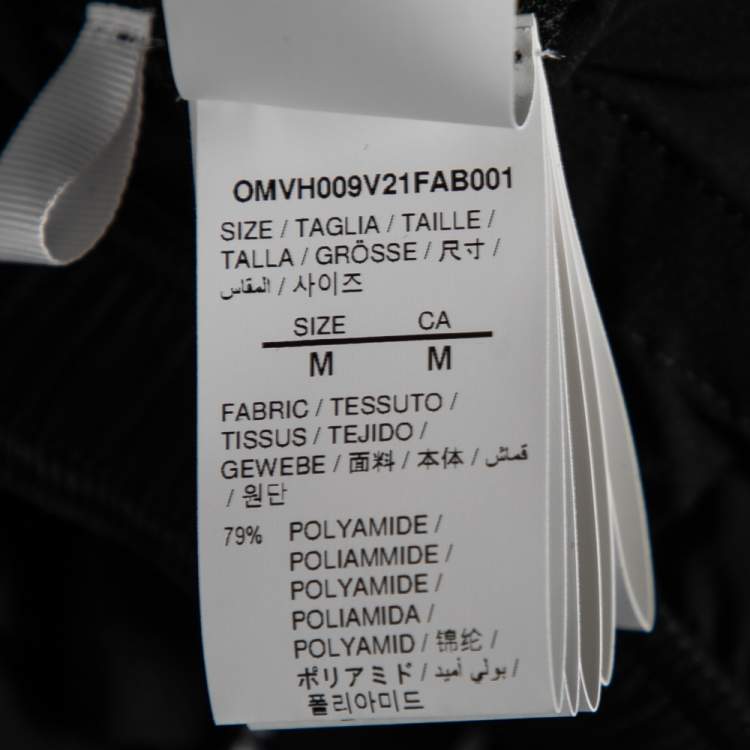 OMVH009V21FAB001
SIZE / TAGLIA / TAILLE /
TALLA / GRÖSSE / 尺寸 /
المقاس / 사이즈
SIZE CA
M M
FABRIC / TESSUTO /
TISSUS / TEJIDO /
GEWEBE / 面料 / 本体 / قماش
/ 원단
79% POLYAMIDE /
POLIAMMIDE /
POLYAMIDE /
POLIAMIDA /
POLYAMID / 锦纶 /
ポリアミド / بولي أميد /
폴리아미드